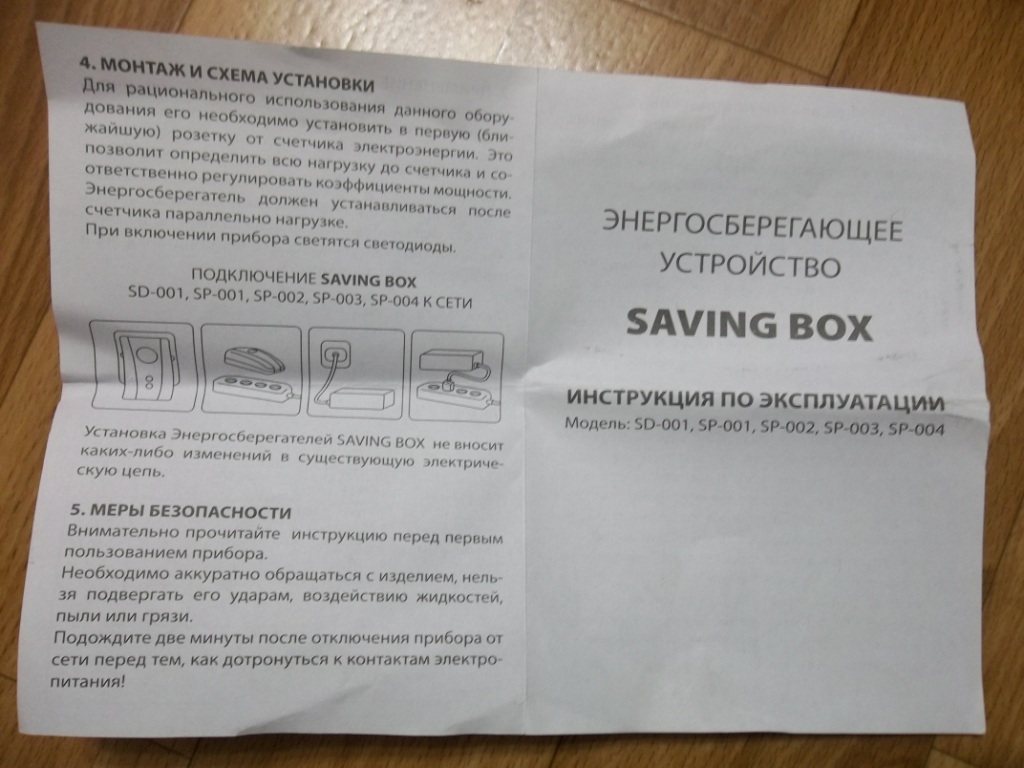 4. МОНТАЖ И СХЕМА УСТАНОВКИ
Для рационального использования данного обору-
дования его необходимо установить в первую (бли-
жайшую) розетку от счетчика электроэнергии. Это
позволит определить всю нагрузку до счетчика и со-
ответственно регулировать коэффициенты мощности.
Энергосберегатель должен устанавливаться после
счетчика параллельно нагрузке.
При включении прибора светятся светодиоды.
ПОДКЛЮЧЕНИЕ SAVING BOX
SD-001, SP-001, SP-002, SP-003, SP-004 К СЕТИ
Установка Энергосберегателей SAVING BOX не вносит
каких-либо изменений в существующую электриче-
скую цепь.
5. МЕРЫ БЕЗОПАСНОСТИ
Внимательно прочитайте инструкцию перед первым
пользованием прибора.
Необходимо аккуратно обращаться с изделием, нель-
зя подвергать его ударам, воздействию жидкостей,
пыли или грязи.
Подождите две минуты после отключения прибора от
сети перед тем, как дотронуться к контактам электро-
питания!
ЭНЕРГОСБЕРЕГАЮЩЕЕ
УСТРОЙСТВО
SAVING BOX
ИНСТРУКЦИЯ ПО ЭКСПЛУАТАЦИИ
Модель: SD-001, SP-001, SP-002, SP-003, SP-004